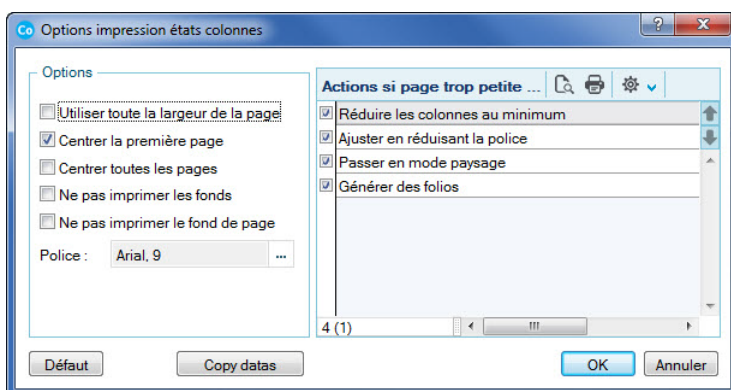 Co Options impression états colonnes
Options
Utiliser toute la largeur de la page
Centrer la première page
Centrer toutes les pages
Ne pas imprimer les fonds
Ne pas imprimer le fond de page
Police : Arial, 9 ...
Actions si page trop petite ...
Réduire les colonnes au minimum
Ajuster en réduisant la police
Passer en mode paysage
Générer des folios
4 (1)
Défaut Copy datas OK Annuler